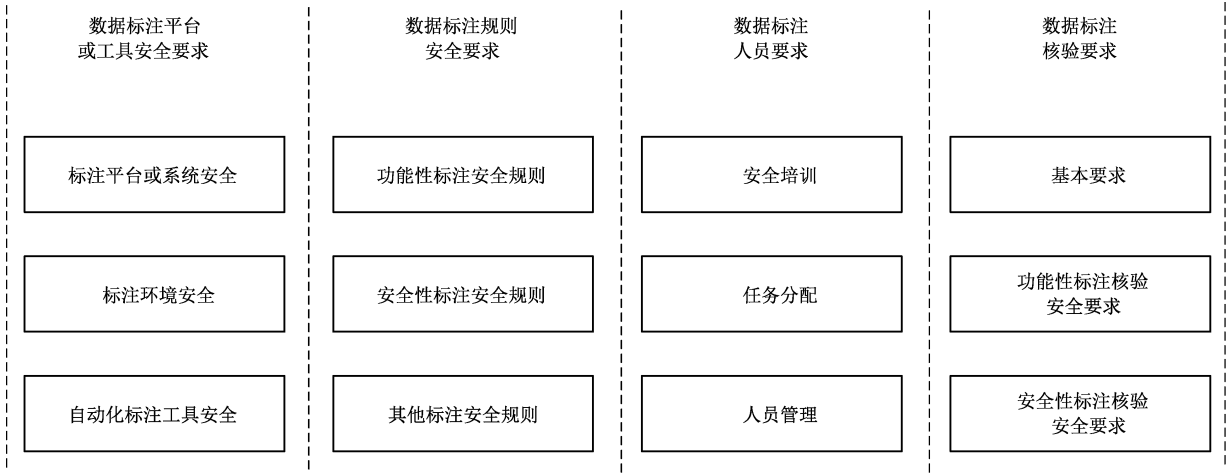 数据标注平台
或工具安全要求
标注平台或系统安全
标注环境安全
自动化标注工具安全
数据标注规则
安全要求
功能性标注安全规则
安全性标注安全规则
其他标注安全规则
数据标注
人员要求
安全培训
任务分配
人员管理
数据标注
核验要求
基本要求
功能性标注核验
安全要求
安全性标注核验
安全要求